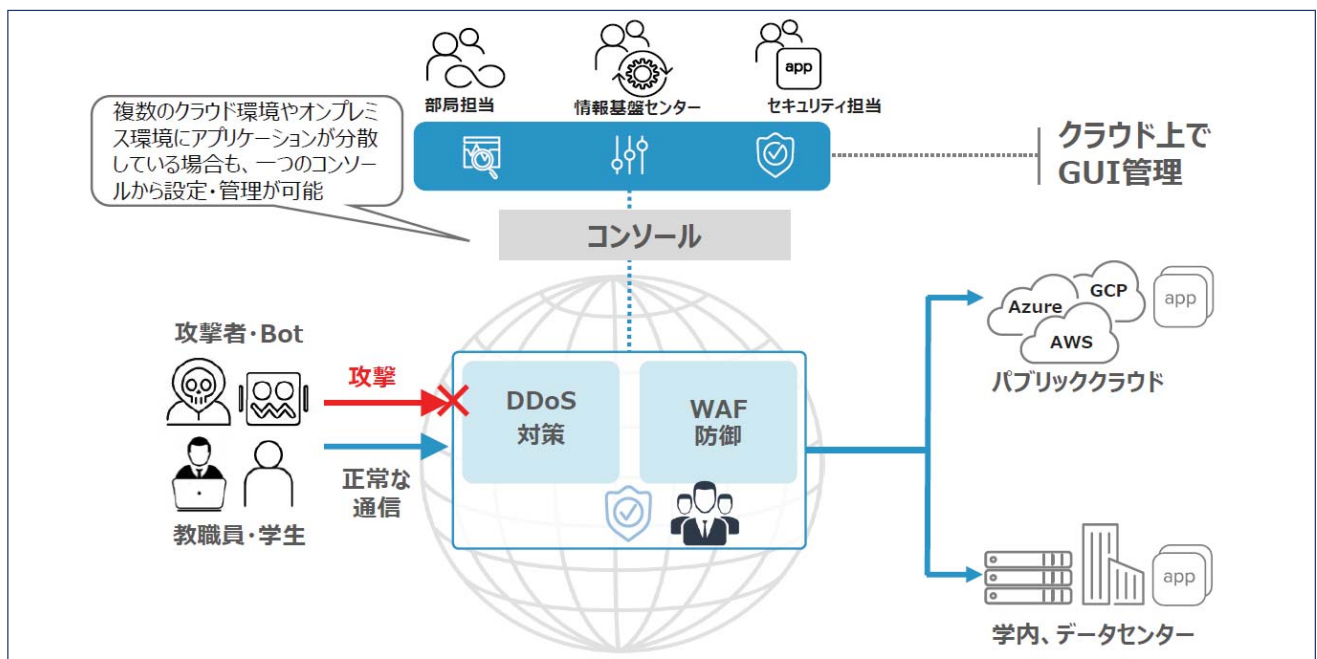 app
部局担当
情報基盤センター
セキュリティ担当
複数のクラウド環境やオンプレミ
ス環境にアプリケーションが分散
している場合も、一つのコンソー
ルから設定・管理が可能
クラウド上で
GUI管理
コンソール
攻撃者・Bot
攻撃
DDoS
対策
WAF
防御
正常な
通信
教職員・学生
Azure
GCP
AWS
app
パブリッククラウド
app
学内、データセンター